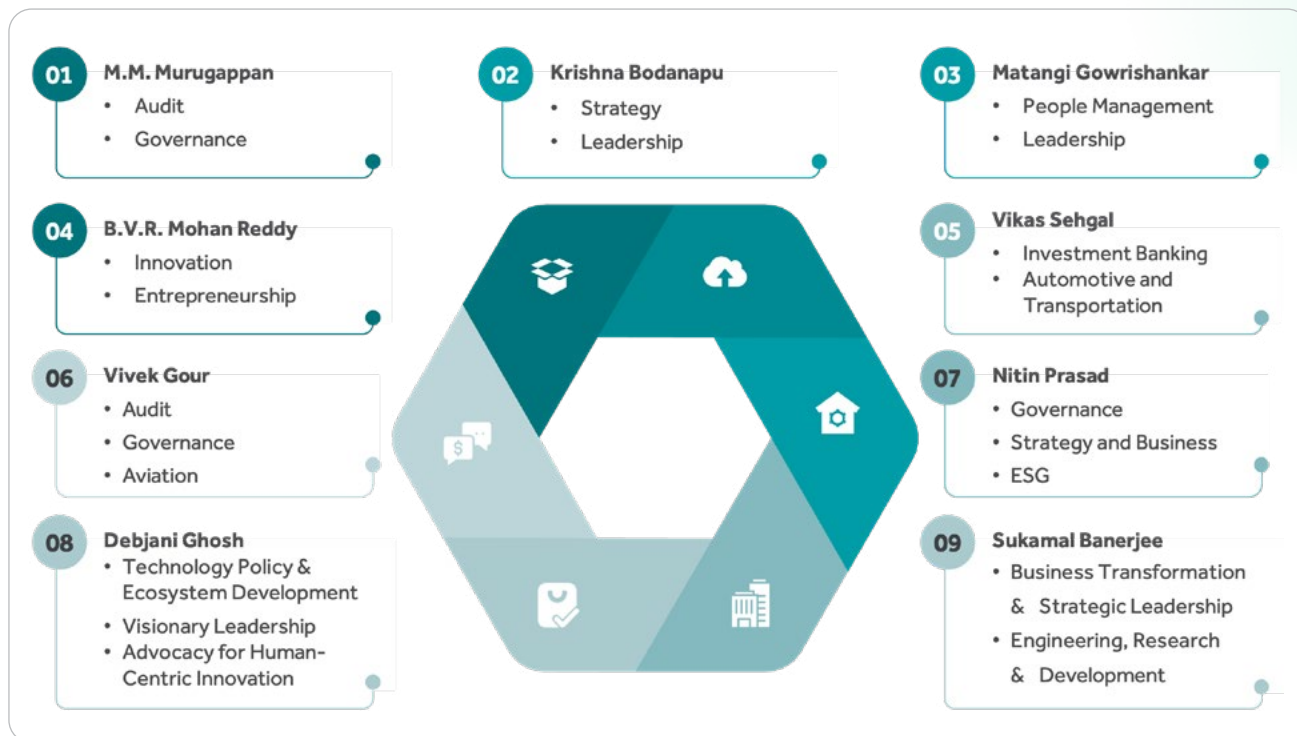 01
M.M. Murugappan
• Audit
• Governance
02
Krishna Bodanapu
• Strategy
• Leadership
03
Matangi Gowrishankar
• People Management
• Leadership
04
B.V.R. Mohan Reddy
• Innovation
• Entrepreneurship
05
Vikas Sehgal
• Investment Banking
• Automotive and
Transportation
06
Vivek Gour
• Audit
• Governance
• Aviation
07
Nitin Prasad
• Governance
• Strategy and Business
• ESG
08
Debjani Ghosh
• Technology Policy &
Ecosystem Development
• Visionary Leadership
• Advocacy for Human-
Centric Innovation
09
Sukamal Banerjee
• Business Transformation
& Strategic Leadership
• Engineering, Research
& Development
$